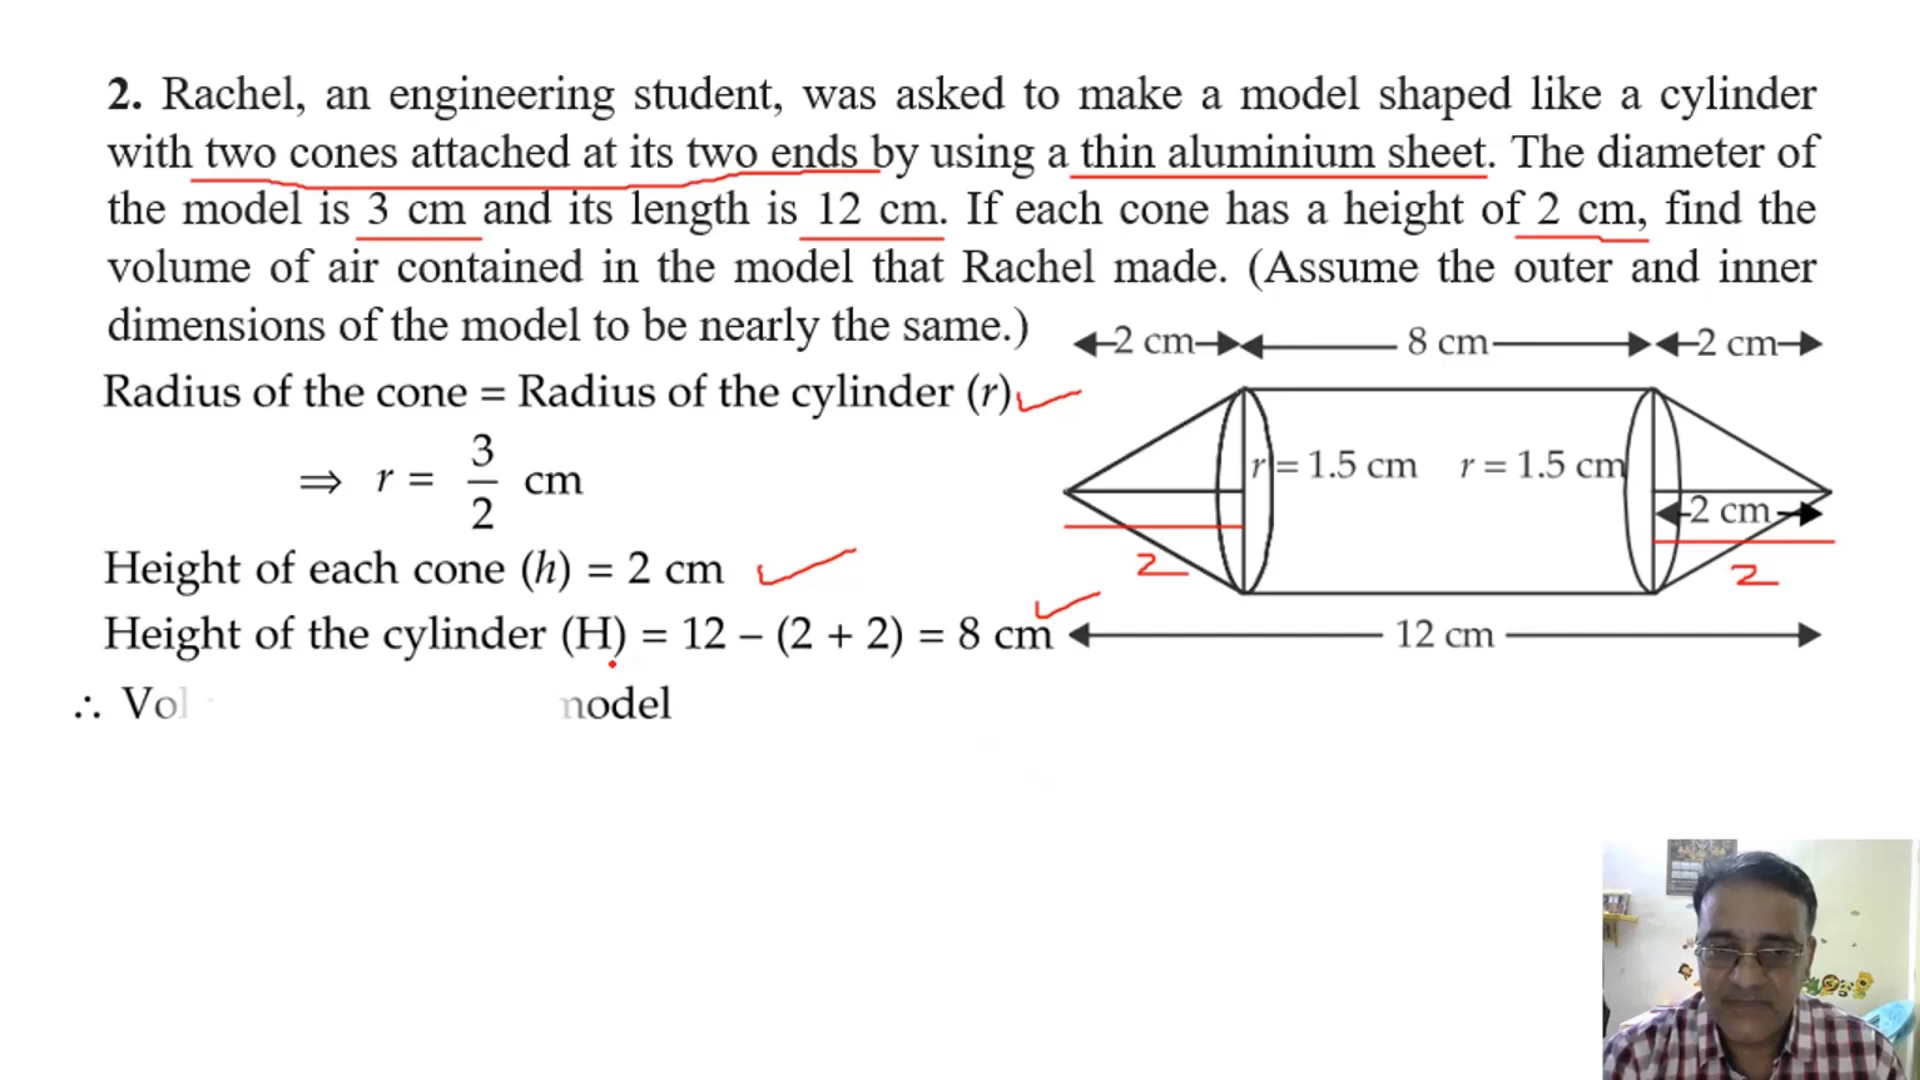 2. Rachel, an engineering student, was asked to make a model shaped like a cylinder
with two cones attached at its two ends by using a thin aluminium sheet. The diameter of
the model is 3 cm and its length is 12 cm. If each cone has a height of 2 cm, find the
volume of air contained in the model that Rachel made. (Assume the outer and inner
dimensions of the model to be nearly the same.)
2 cm 8 cm 2 cm
Radius of the cone = Radius of the cylinder (r)
⇒ r = 3/2 cm
r = 1.5 cm r = 1.5 cm
2 cm
2 2
Height of each cone (h) = 2 cm
Height of the cylinder (H) = 12 – (2 + 2) = 8 cm
12 cm
∴ Vol model